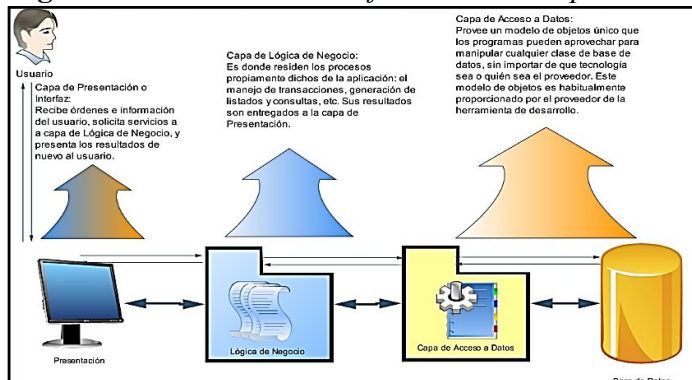 Usuario
Capa de Presentación o
Interfaz:
Recibe órdenes e información
del usuario, solicita servicios a
a capa de Lógica de Negocio, y
presenta los resultados de
nuevo al usuario.
Capa de Lógica de Negocio:
Es donde residen los procesos
propiamente dichos de la aplicación: el
manejo de transacciones, generación de
listados y consultas, etc. Sus resultados
son entregados a la capa de
Presentación.
Capa de Acceso a Datos:
Provee un modelo de objetos único que
los programas pueden aprovechar para
manipular cualquier clase de base de
datos, sin importar de que tecnología
sea o quién sea el proveedor. Este
modelo de objetos es habitualmente
proporcionado por el proveedor de la
herramienta de desarrollo.
Presentación
Lógica de Negocio
Capa de Acceso a Datos